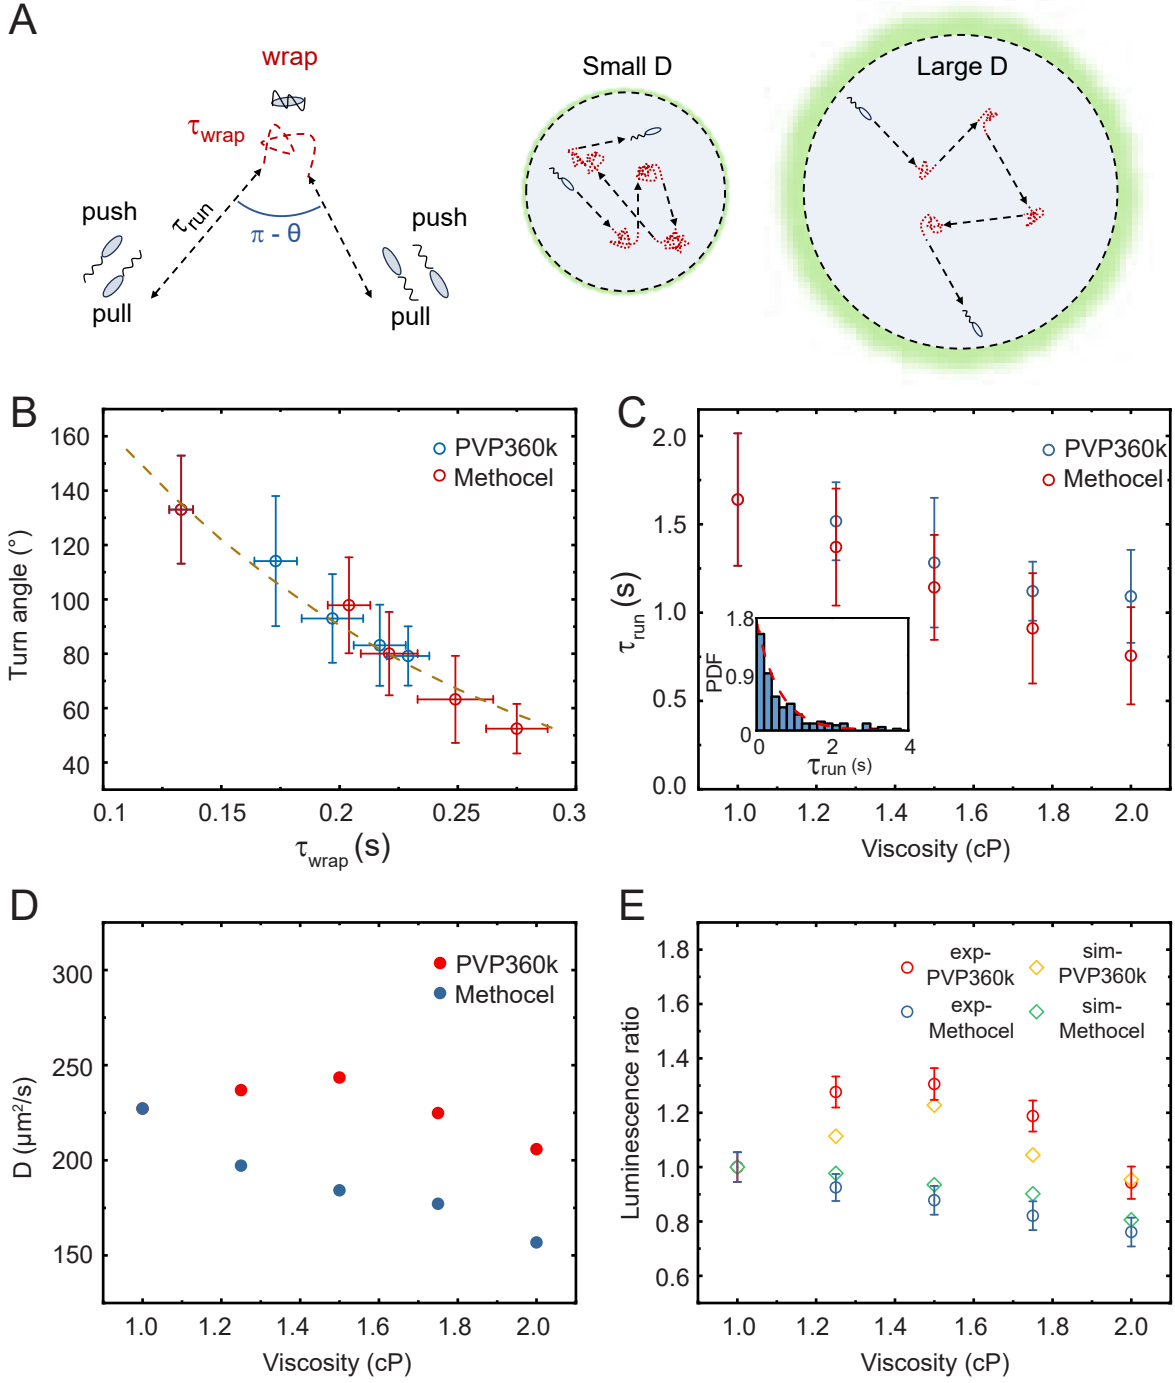 A
wrap
τwrap
τrun
π - θ
push
pull
push
pull
Small D
Large D
B
PVP360k
Methocel
Turn angle (°)
160
140
120
100
80
60
40
0.1
0.15
0.2
0.25
0.3
τwrap (s)
C
PVP360k
Methocel
τrun (s)
2.0
1.5
1.0
0.5
0.0
1.8
0.9
0
PDF
0
2
4
τrun (s)
1.0
1.2
1.4
1.6
1.8
2.0
Viscosity (cP)
D
PVP360k
Methocel
D (μm²/s)
300
250
200
150
1.0
1.2
1.4
1.6
1.8
2.0
Viscosity (cP)
E
exp-
PVP360k
sim-
PVP360k
exp-
Methocel
sim-
Methocel
Luminescence ratio
1.8
1.6
1.4
1.2
1.0
0.8
0.6
1.0
1.2
1.4
1.6
1.8
2.0
Viscosity (cP)